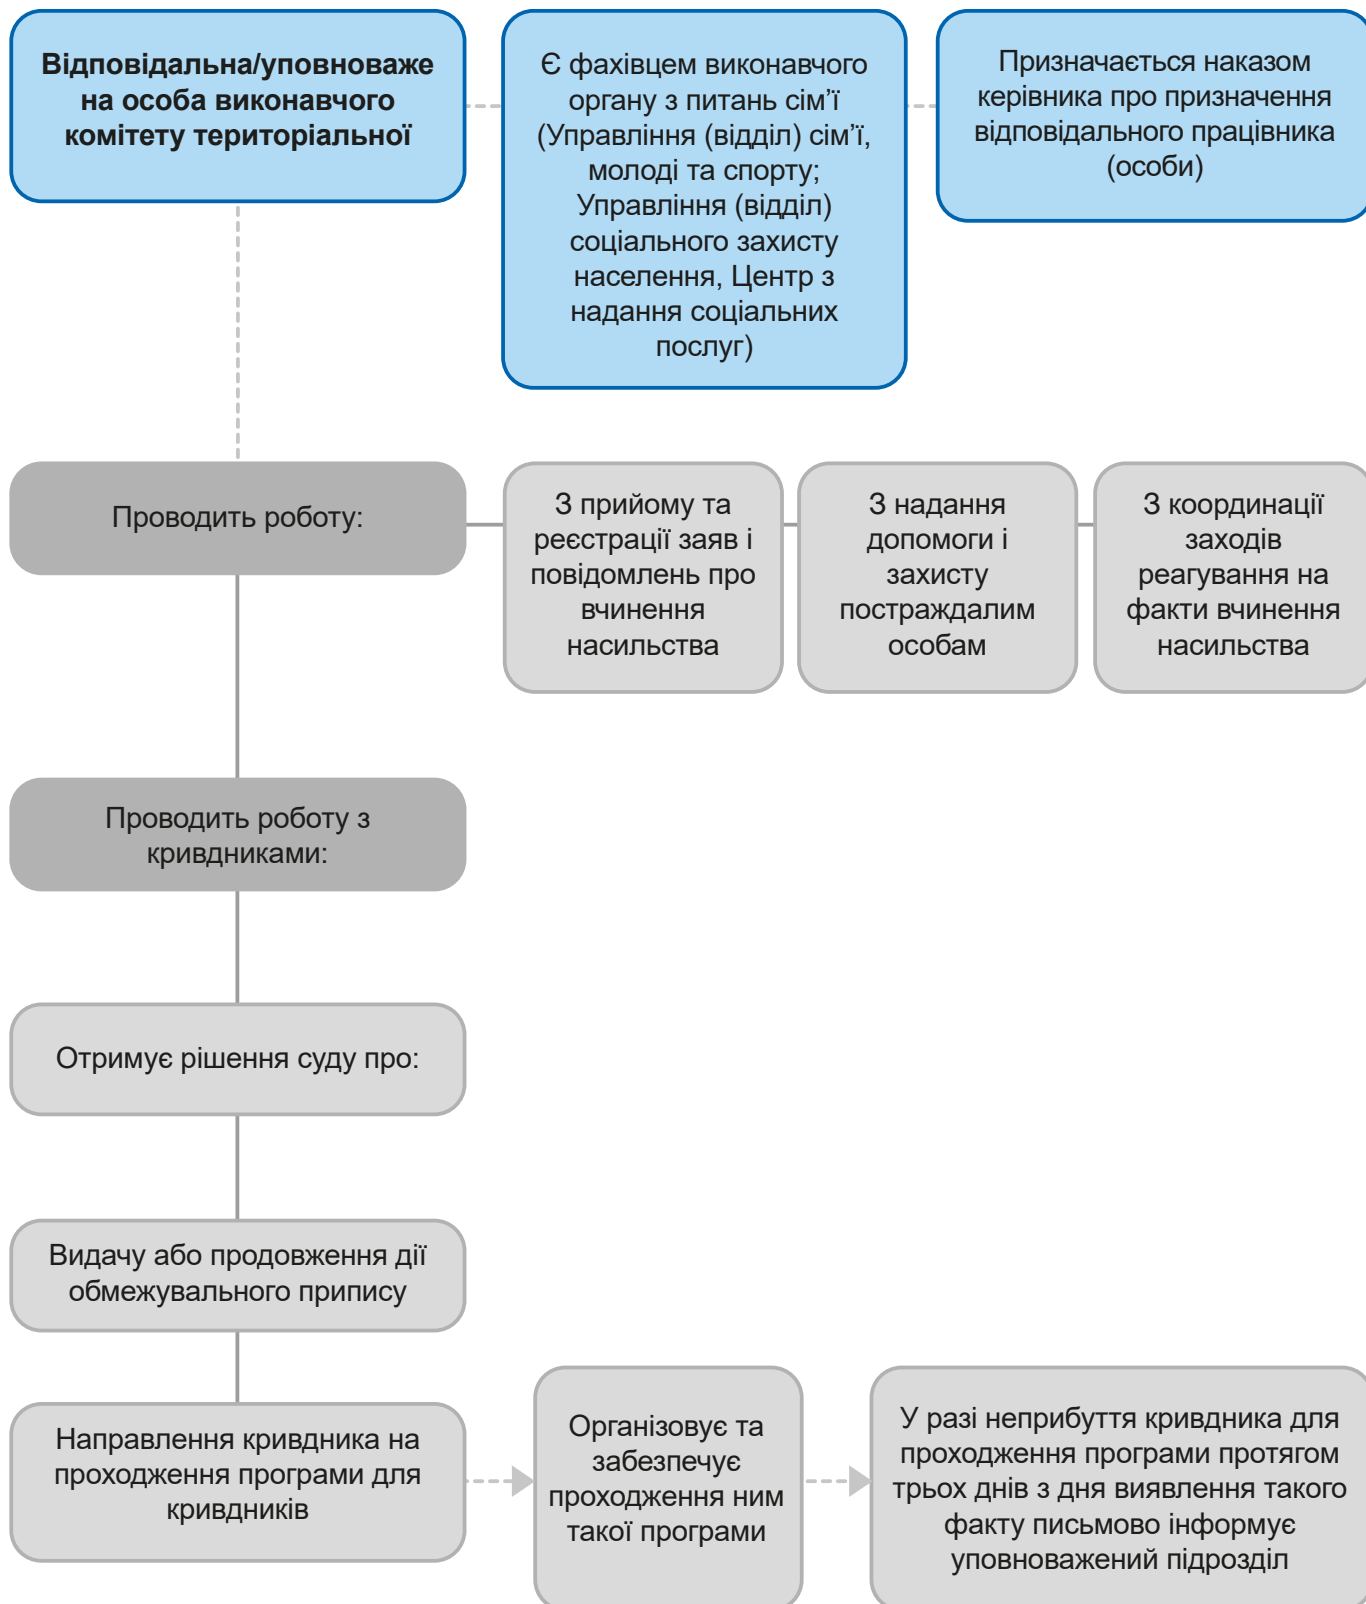 Відповідальна/уповноваже
на особа виконавчого
комітету територіальної
Є фахівцем виконавчого
органу з питань сім’ї
(Управління (відділ) сім’ї,
молоді та спорту;
Управління (відділ)
соціального захисту
населення, Центр з
надання соціальних
послуг)
Призначається наказом
керівника про призначення
відповідального працівника
(особи)
Проводить роботу:
З прийому та
реєстрації заяв і
повідомлень про
вчинення
насильства
З надання
допомоги і
захисту
постраждалим
особам
З координації
заходів
реагування на
факти вчинення
насильства
Проводить роботу з
кривдниками:
Отримує рішення суду про:
Видачу або продовження дії
обмежувального припису
Направлення кривдника на
проходження програми для
кривдників
Організовує та
забезпечує
проходження ним
такої програми
У разі неприбуття кривдника для
проходження програми протягом
трьох днів з дня виявлення такого
факту письмово інформує
уповноважений підрозділ